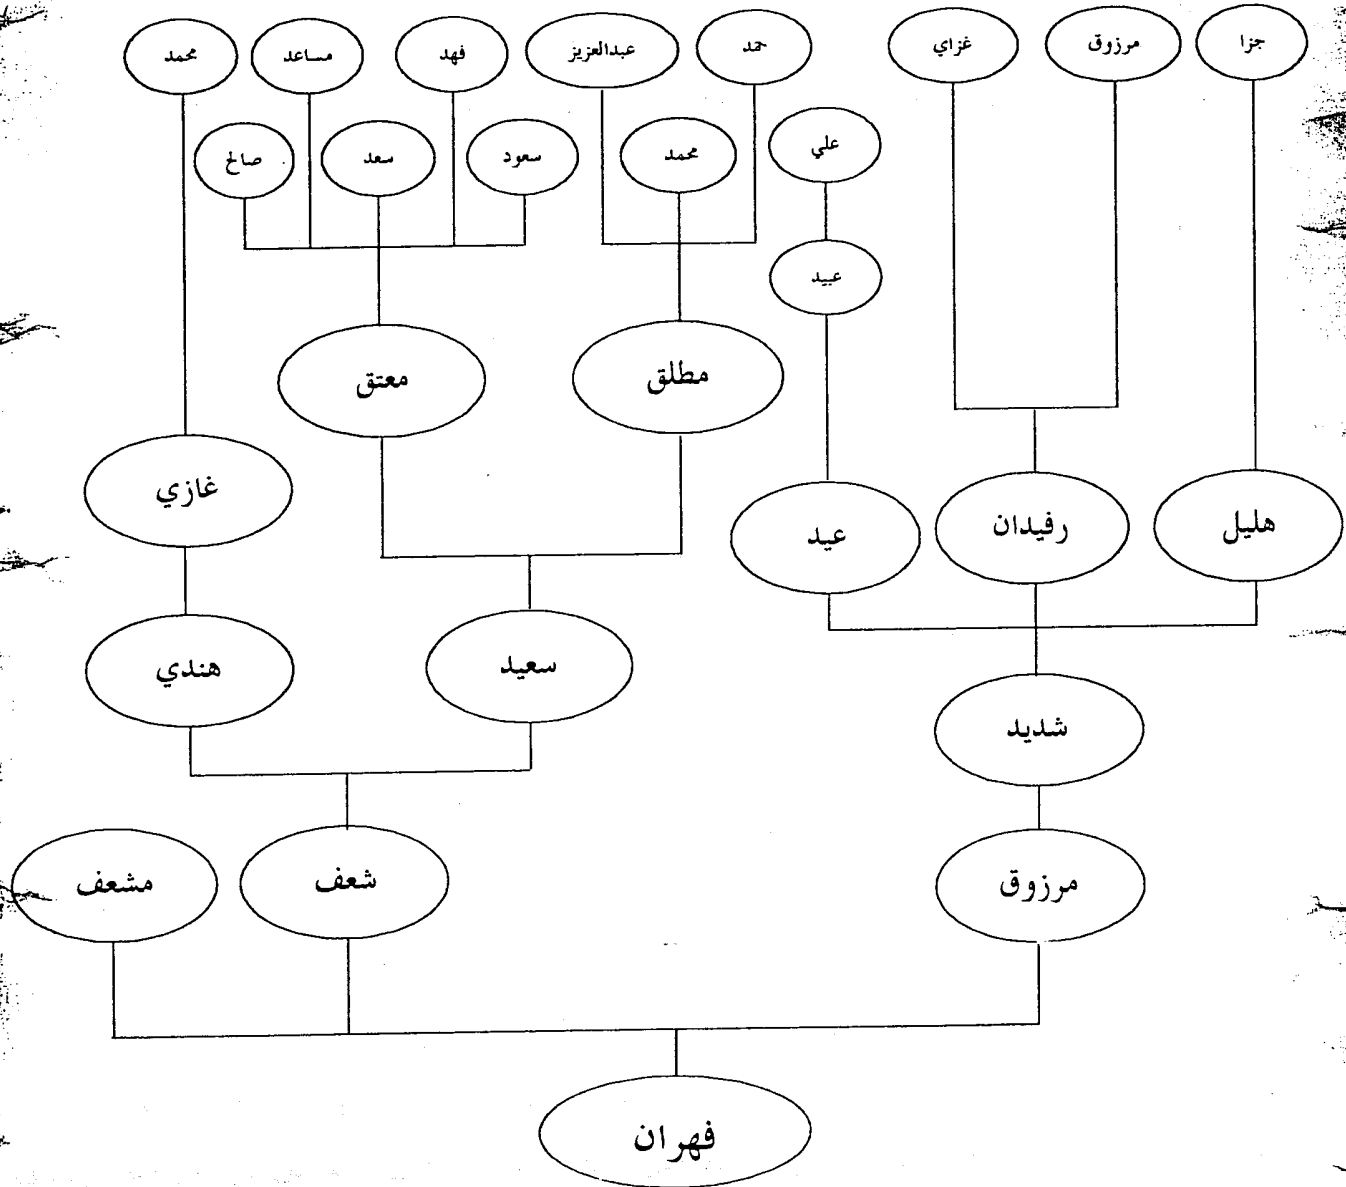 جزا
مرزوق
غزاي
حمد
عبدالعزيز
فهد
مساعد
محمد
علي
محمد
سعود
سعد
صالح
عبيد
مطلق
معتق
هليل
رفيدان
عيد
غازي
شديد
سعيد
هندي
مرزوق
شعف
مشعف
فهران